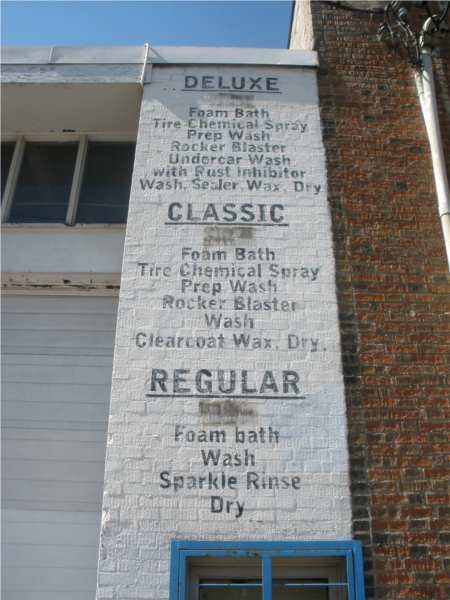 DELUXE
Foam Bath
Tire Chemical Spray
Prep Wash
Rocker Blaster
Undercar Wash
with Rust Inhibitor
Wash, Sealer Wax, Dry
CLASSIC
Foam Bath
Tire Chemical Spray
Prep Wash
Rocker Blaster
Wash
Clearcoat Wax, Dry,
REGULAR
Foam bath
Wash
Sparkle Rinse
Dry